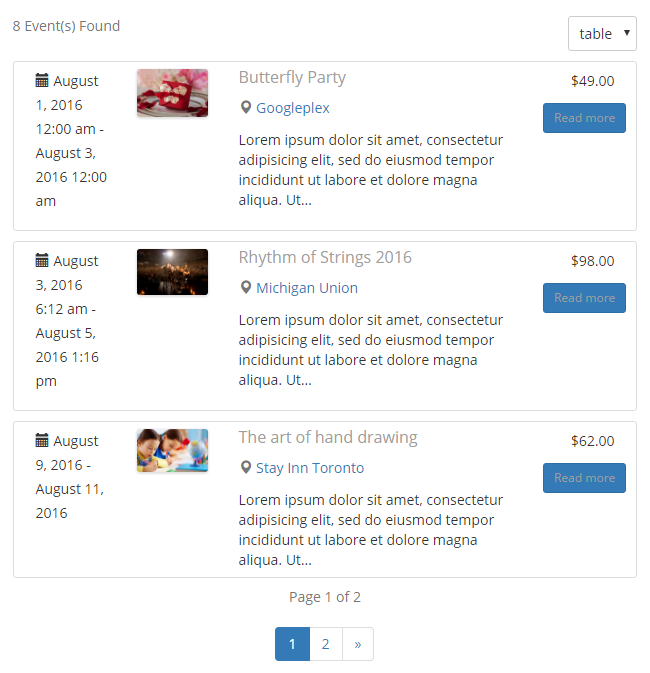 8 Event(s) Found
table
August
1, 2016
12:00 am -
August 3,
2016 12:00
am
Butterfly Party
Googleplex
Lorem ipsum dolor sit amet, consectetur
adipisicing elit, sed do eiusmod tempor
incididunt ut labore et dolore magna
aliqua. Ut...
$49.00
Read more
August
3, 2016
6:12 am -
August 5,
2016 1:16
pm
Rhythm of Strings 2016
Michigan Union
Lorem ipsum dolor sit amet, consectetur
adipisicing elit, sed do eiusmod tempor
incididunt ut labore et dolore magna
aliqua. Ut...
$98.00
Read more
August
9, 2016 -
August 11,
2016
The art of hand drawing
Stay Inn Toronto
Lorem ipsum dolor sit amet, consectetur
adipisicing elit, sed do eiusmod tempor
incididunt ut labore et dolore magna
aliqua. Ut...
$62.00
Read more
Page 1 of 2
1 2 »